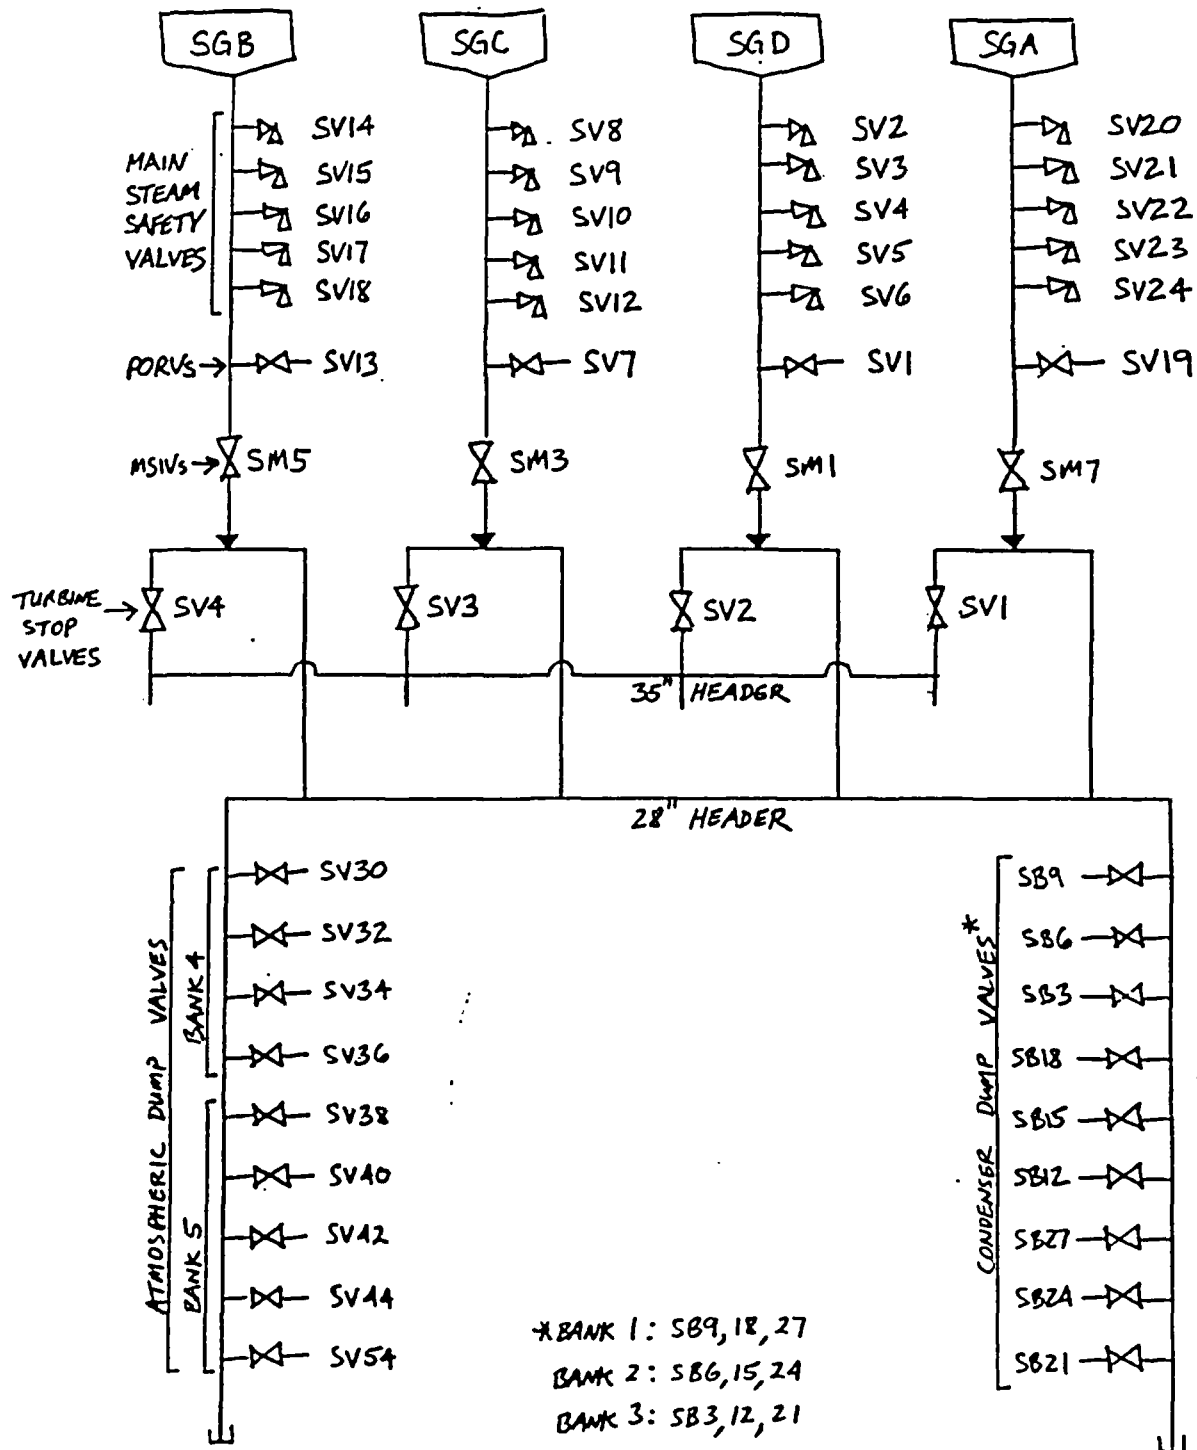 SGB SGC SGD SGA
MAIN
STEAM
SAFETY
VALVES
SV14 SV8 SV2 SV20
SV15 SV9 SV3 SV21
SV16 SV10 SV4 SV22
SV17 SV11 SV5 SV23
SV18 SV12 SV6 SV24
PORVs SV13 SV7 SV1 SV19
MSIVs SM5 SM3 SM1 SM7
TURBINE
STOP
VALVES
SV4 SV3 SV2 SV1
35" HEADER
28" HEADER
ATMOSPHERIC DUMP VALVES
BANK 4
SV30
SV32
SV34
SV36
BANK 5
SV38
SV40
SV42
SV44
SV54
CONDENSER DUMP VALVES*
SB9
SB6
SB3
SB18
SB15
SB12
SB27
SB24
SB21
*BANK 1: SB9,18,27
BANK 2: SB6,15,24
BANK 3: SB3,12,21